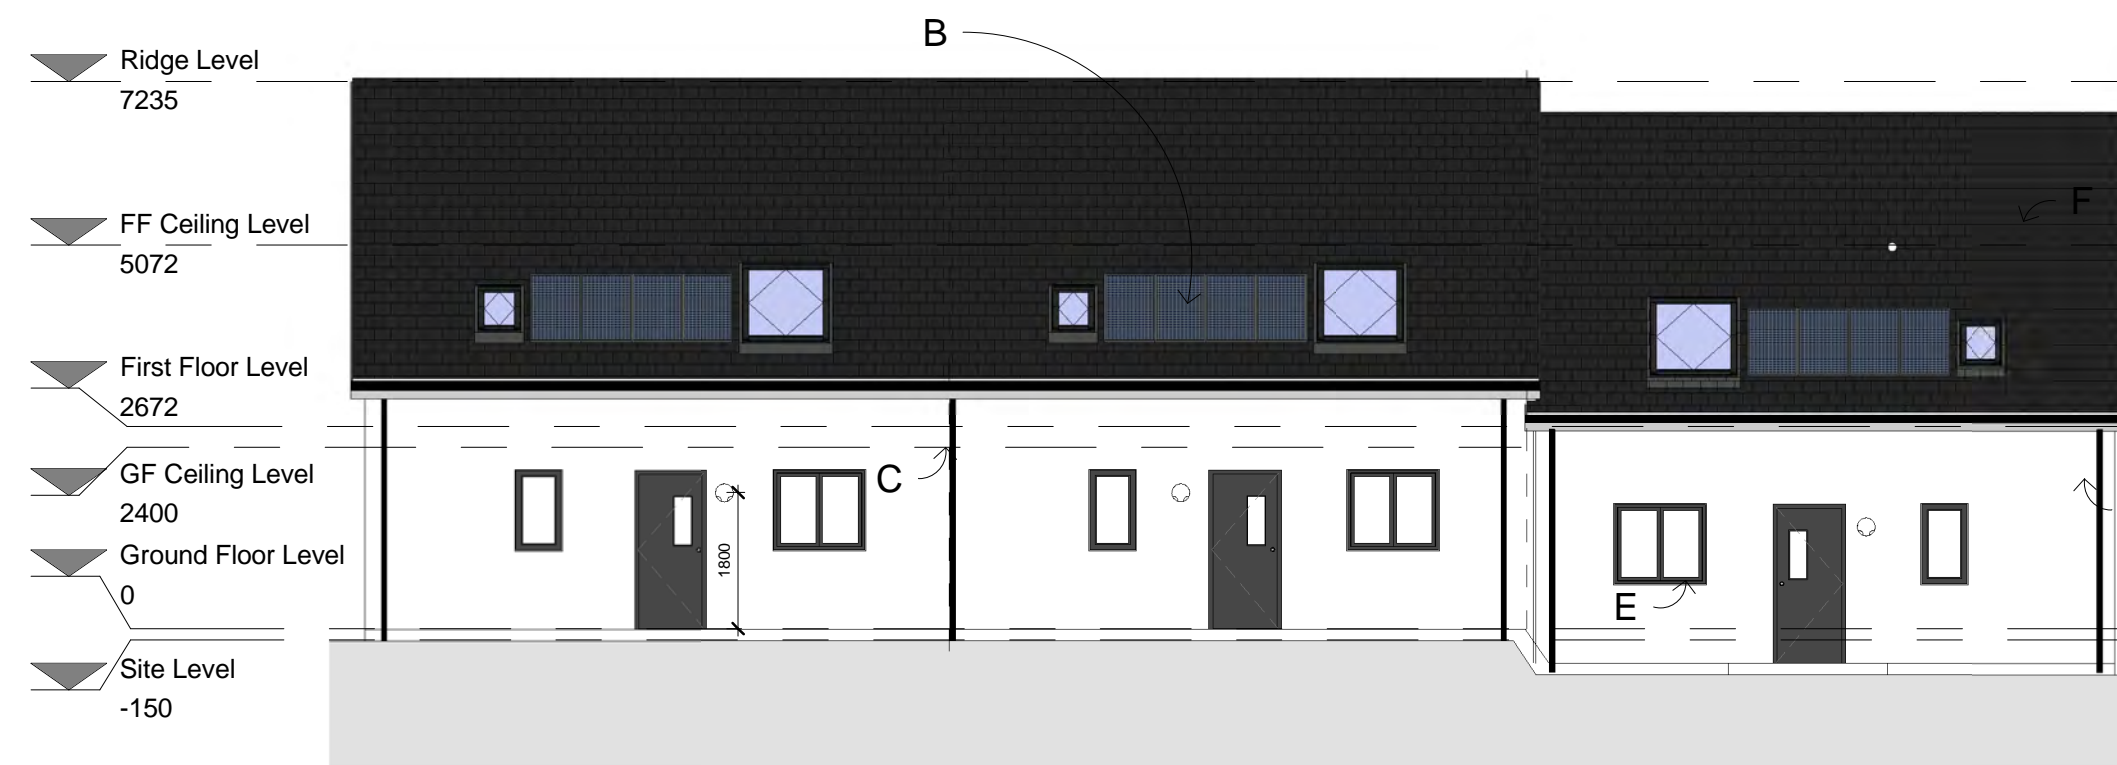 B
Ridge Level
7235
F
FF Ceiling Level
5072
First Floor Level
2672
C
GF Ceiling Level
2400
1800
Ground Floor Level
0
E
Site Level
-150